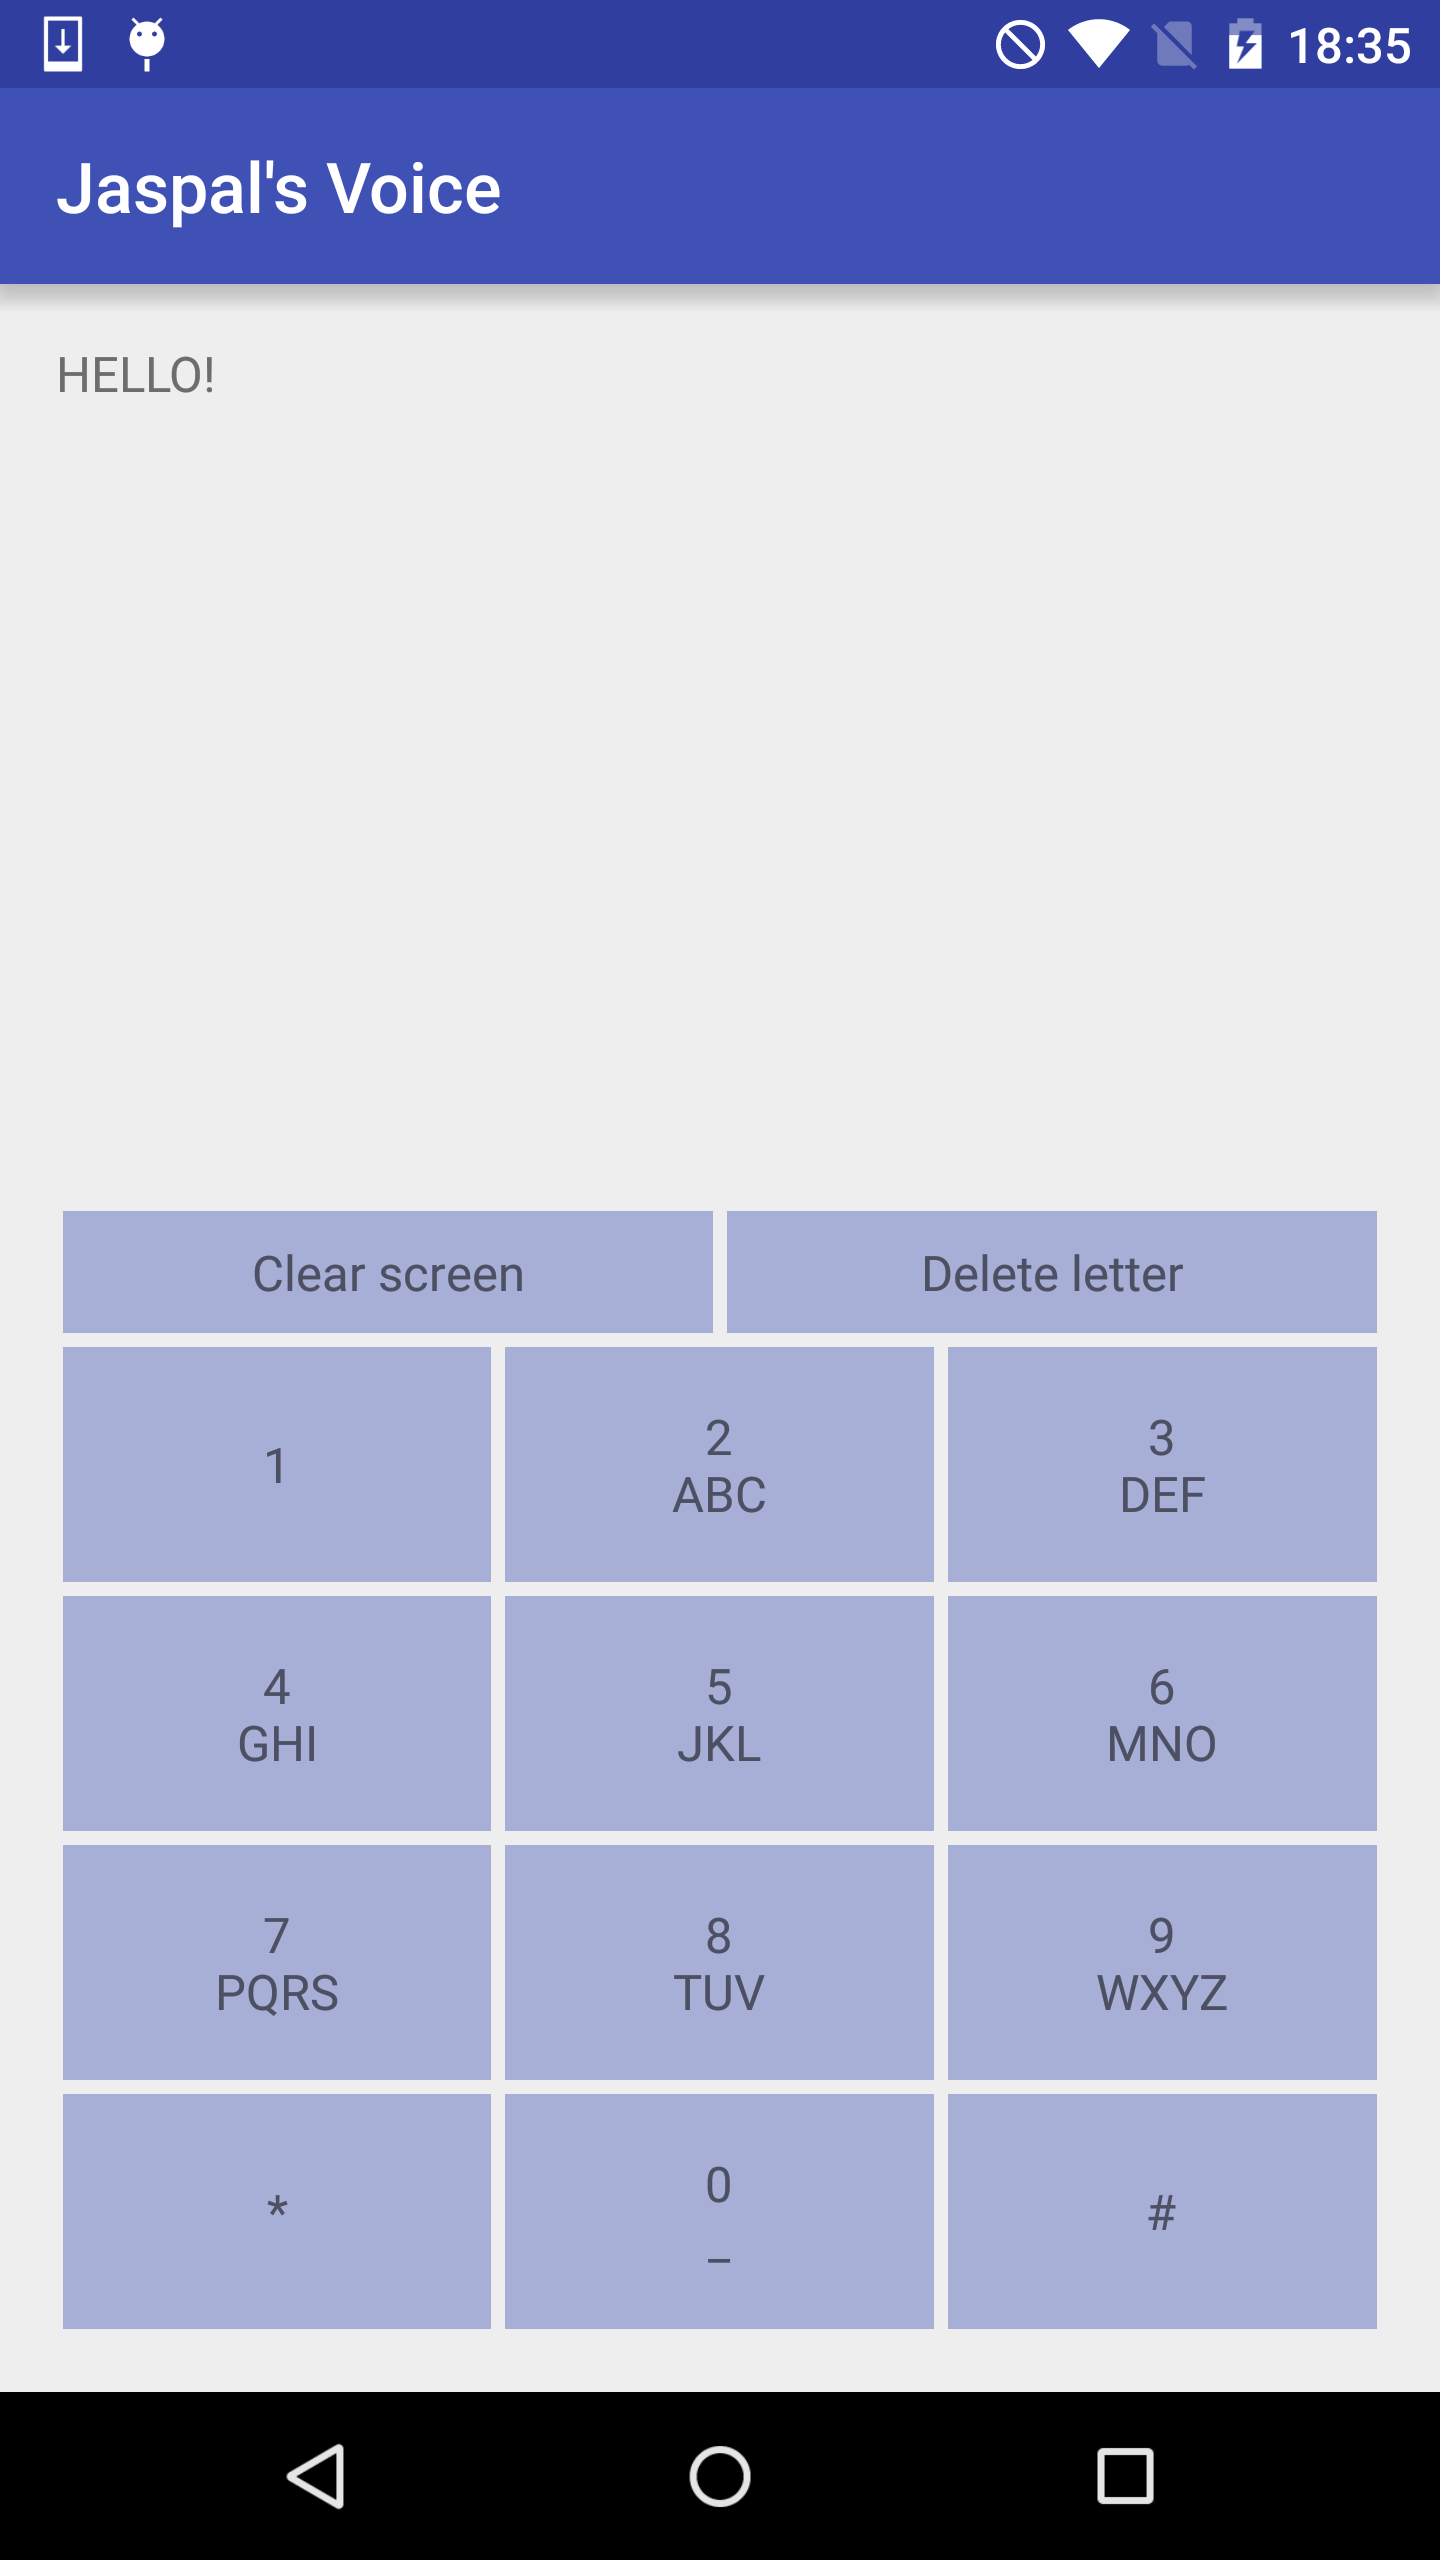 18:35
Jaspal's Voice
HELLO!
Clear screen
Delete letter
1
2
ABC
3
DEF
4
GHI
5
JKL
6
MNO
7
PQRS
8
TUV
9
WXYZ
*
0
_
#